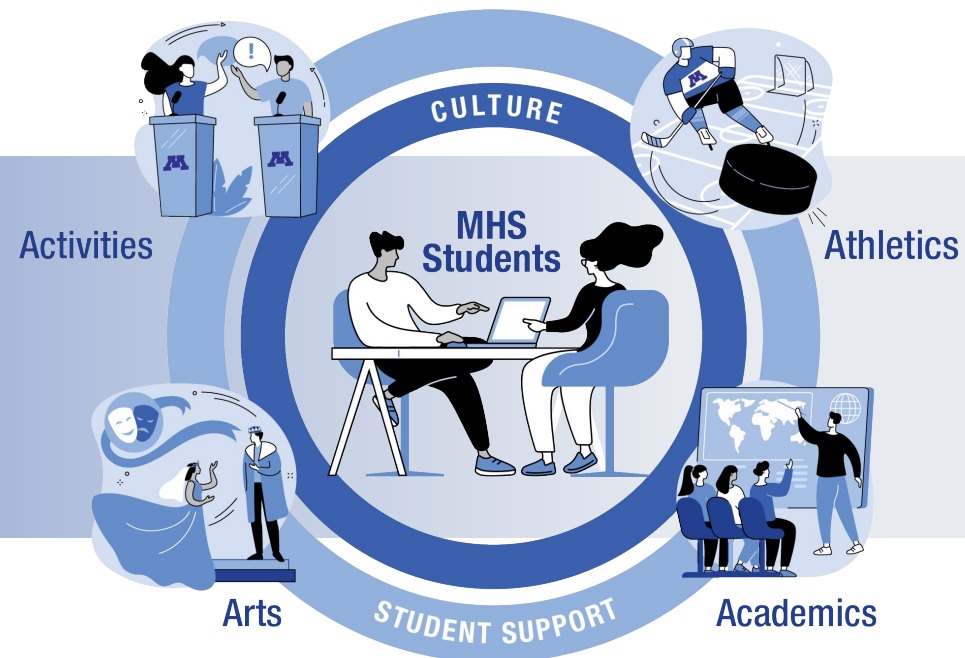 CULTURE
!
M
M
M
MHS
Students
Activities
Athletics
Arts
STUDENT SUPPORT
Academics